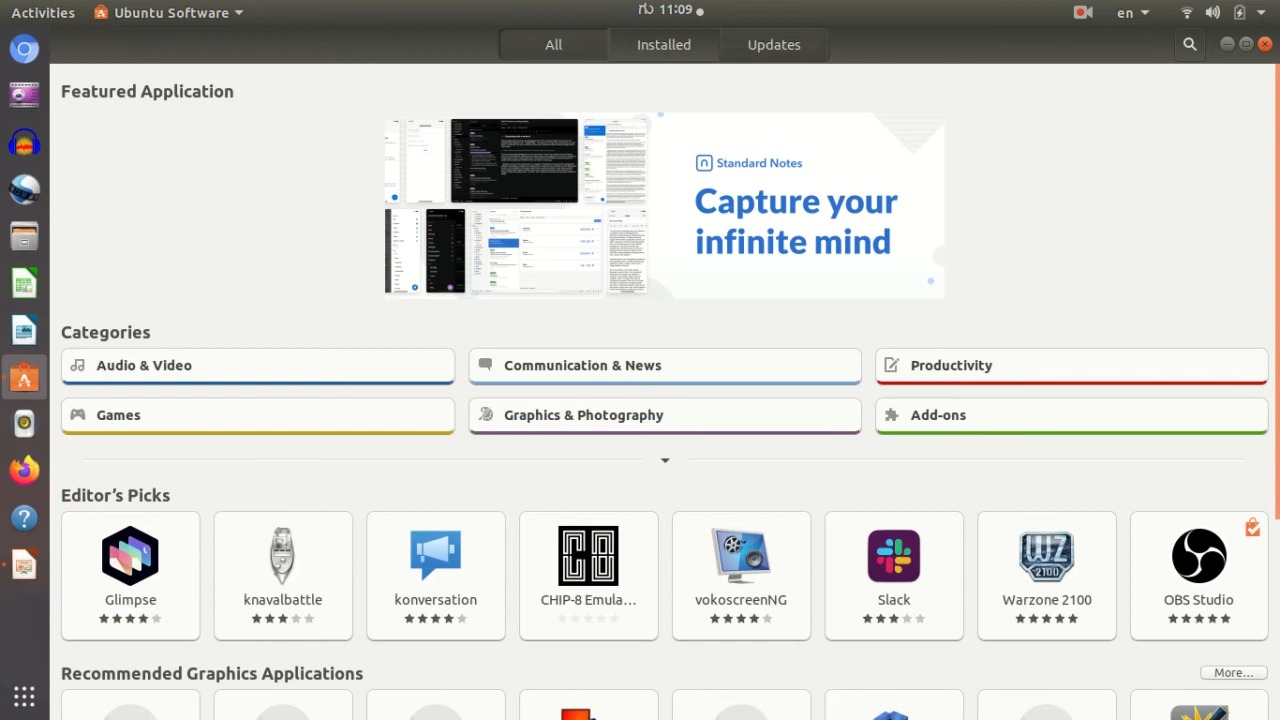 Activities
Ubuntu Software
11:09
en
All
Installed
Updates
Featured Application
Standard Notes
Capture your
infinite mind
Categories
Audio & Video
Communication & News
Productivity
Games
Graphics & Photography
Add-ons
Editor's Picks
Glimpse
knavalbattle
konversation
CHIP-8 Emula...
vokoscreenNG
Slack
WZ
2100
Warzone 2100
OBS Studio
Recommended Graphics Applications
More...